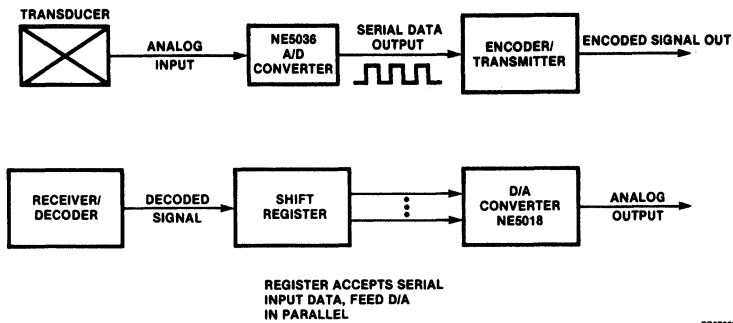 TRANSDUCER
ANALOG
INPUT
NE5036
A/D
CONVERTER
SERIAL DATA
OUTPUT
ENCODER/
TRANSMITTER
ENCODED SIGNAL OUT
RECEIVER/
DECODER
DECODED
SIGNAL
SHIFT
REGISTER
D/A
CONVERTER
NE5018
ANALOG
OUTPUT
REGISTER ACCEPTS SERIAL
INPUT DATA, FEED D/A
IN PARALLEL